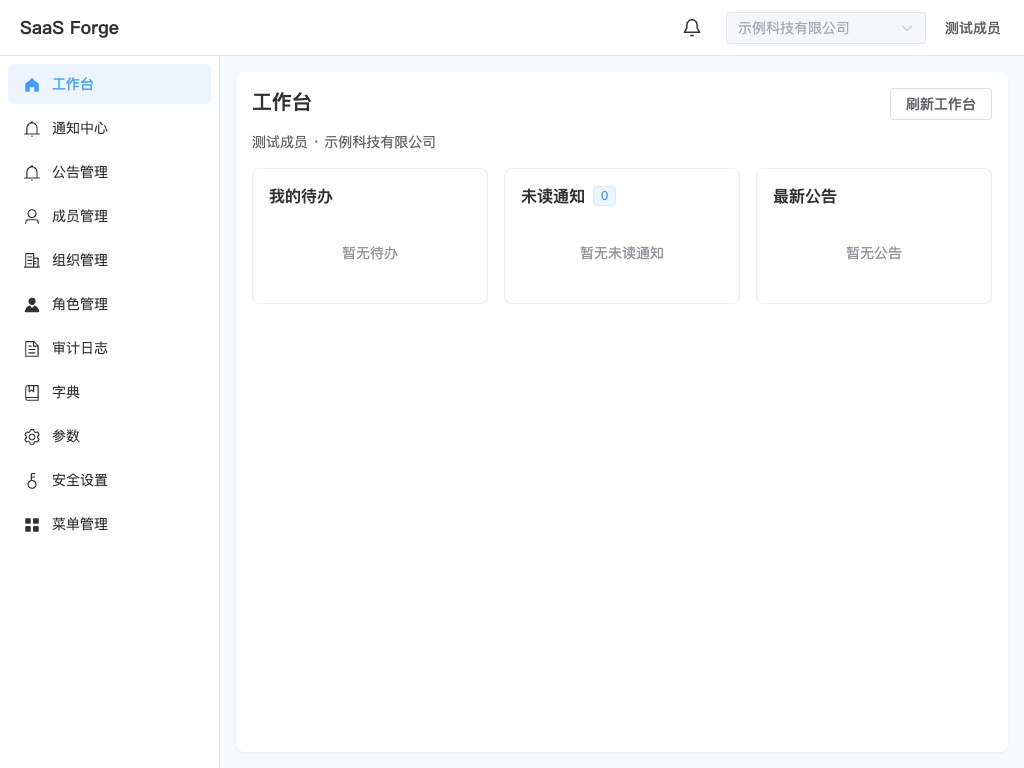 SaaS Forge
示例科技有限公司
测试成员
工作台
通知中心
公告管理
成员管理
组织管理
角色管理
审计日志
字典
参数
安全设置
菜单管理
工作台
刷新工作台
测试成员 · 示例科技有限公司
我的待办
暂无待办
未读通知 0
暂无未读通知
最新公告
暂无公告